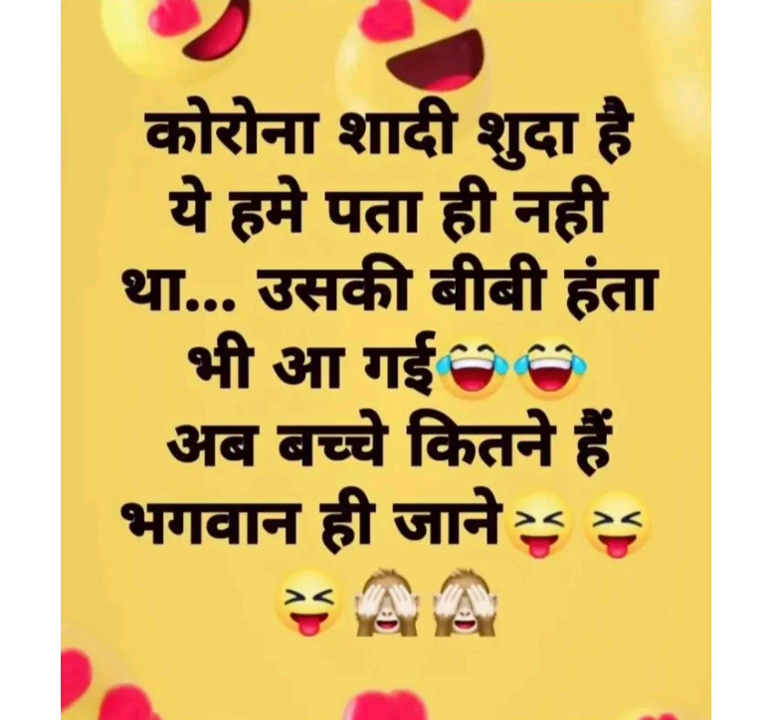 कोरोना शादी शुदा है
ये हमे पता ही नही
था... उसकी बीबी हंता
भी आ गई😂😂
अब बच्चे कितने हैं
भगवान ही जाने😝😝
😝🙈🙈